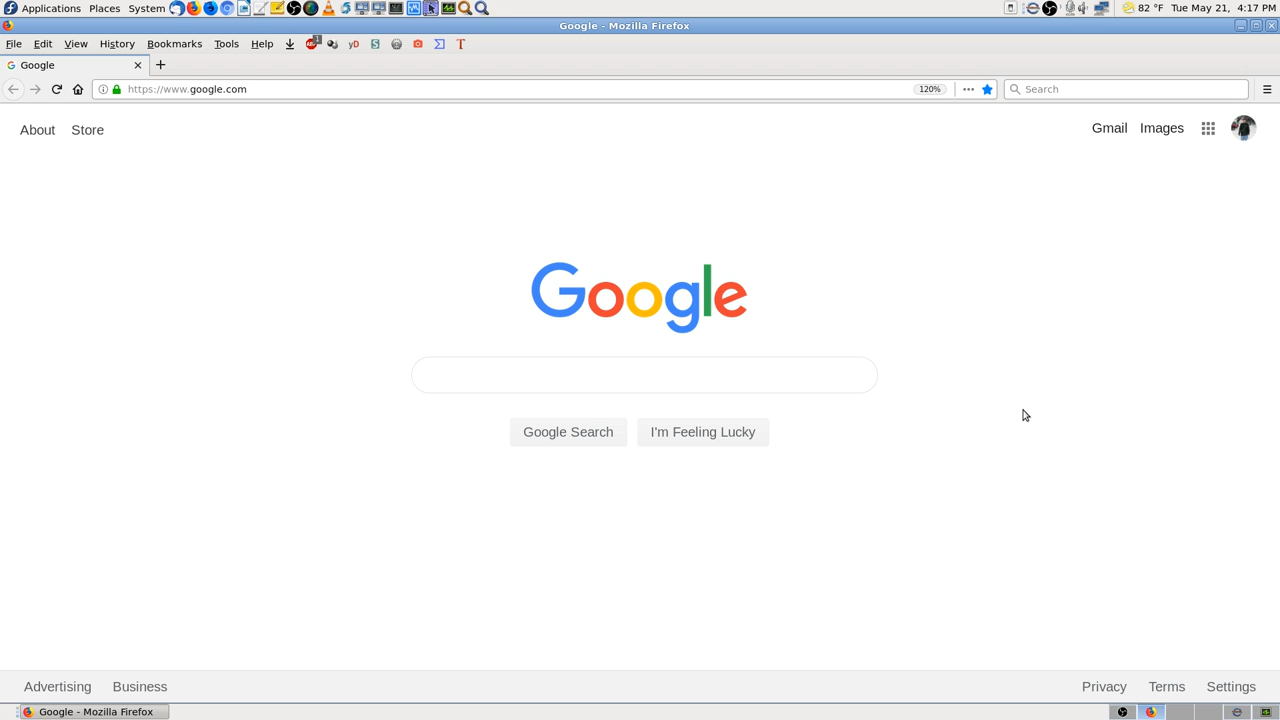 Applications Places System 82 °F Tue May 21, 4:17 PM
Google - Mozilla Firefox
File Edit View History Bookmarks Tools Help 1 yD S T
Google
https://www.google.com 120% Search
About Store Gmail Images
Google
Google Search I'm Feeling Lucky
Advertising Business Privacy Terms Settings
Google - Mozilla Firefox